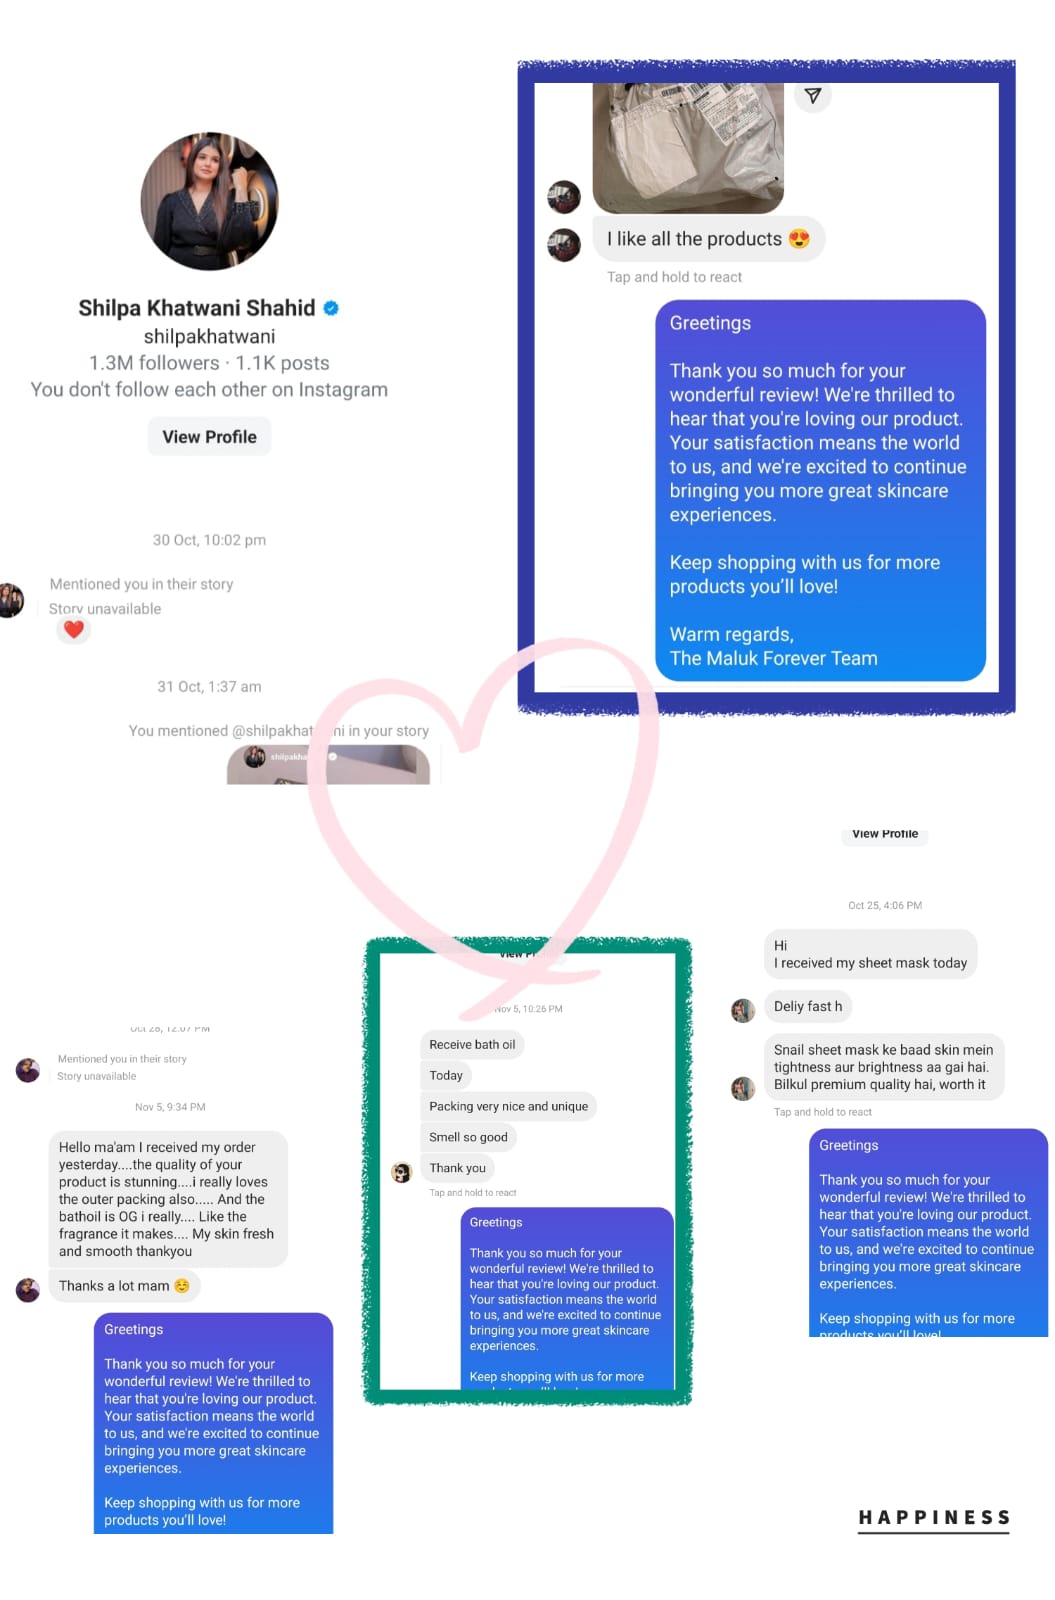 Shilpa Khatwani Shahid
shilpakhatwani
1.3M followers · 1.1K posts
You don't follow each other on Instagram
View Profile
30 Oct, 10:02 pm
Mentioned you in their story
Story unavailable
❤️
31 Oct, 1:37 am
You mentioned @shilpakhat ni in your story
shilpakha
I like all the products 😍
Tap and hold to react
Greetings
Thank you so much for your
wonderful review! We're thrilled to
hear that you're loving our product.
Your satisfaction means the world
to us, and we're excited to continue
bringing you more great skincare
experiences.
Keep shopping with us for more
products you’ll love!
Warm regards,
The Maluk Forever Team
Oct 28, 12:07 PM
Mentioned you in their story
Story unavailable
Nov 5, 9:34 PM
Hello ma'am I received my order
yesterday....the quality of your
product is stunning....i really loves
the outer packing also..... And the
bathoil is OG i really.... Like the
fragrance it makes.... My skin fresh
and smooth thankyou
Thanks a lot mam ☺️
Greetings
Thank you so much for your
wonderful review! We're thrilled to
hear that you're loving our product.
Your satisfaction means the world
to us, and we're excited to continue
bringing you more great skincare
experiences.
Keep shopping with us for more
products you’ll love!
View
Nov 5, 10:26 PM
Receive bath oil
Today
Packing very nice and unique
Smell so good
Thank you
Tap and hold to react
Greetings
Thank you so much for your
wonderful review! We're thrilled to
hear that you're loving our product.
Your satisfaction means the world
to us, and we're excited to continue
bringing you more great skincare
experiences.
Keep shopping with us for more
View Profile
Oct 25, 4:06 PM
Hi
I received my sheet mask today
Deliy fast h
Snail sheet mask ke baad skin mein
tightness aur brightness aa gai hai.
Bilkul premium quality hai, worth it
Tap and hold to react
Greetings
Thank you so much for your
wonderful review! We're thrilled to
hear that you're loving our product.
Your satisfaction means the world
to us, and we're excited to continue
bringing you more great skincare
experiences.
Keep shopping with us for more
products you’ll love!
HAPPINESS